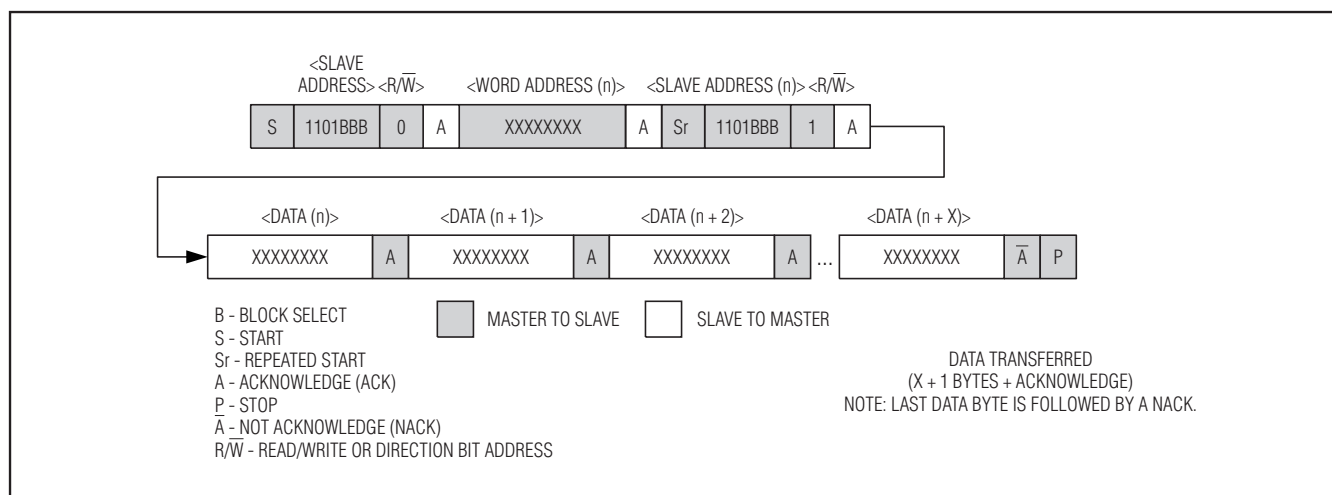 <SLAVE
ADDRESS> <R/W̅> <WORD ADDRESS (n)> <SLAVE ADDRESS (n)> <R/W̅>
S 1101BBB 0 A XXXXXXXX A Sr 1101BBB 1 A
<DATA (n)> <DATA (n + 1)> <DATA (n + 2)> <DATA (n + X)>
XXXXXXXX A XXXXXXXX A XXXXXXXX A ... XXXXXXXX A̅ P
B - BLOCK SELECT
S - START
Sr - REPEATED START
A - ACKNOWLEDGE (ACK)
P - STOP
A̅ - NOT ACKNOWLEDGE (NACK)
R/W̅ - READ/WRITE OR DIRECTION BIT ADDRESS
MASTER TO SLAVE
SLAVE TO MASTER
DATA TRANSFERRED
(X + 1 BYTES + ACKNOWLEDGE)
NOTE: LAST DATA BYTE IS FOLLOWED BY A NACK.